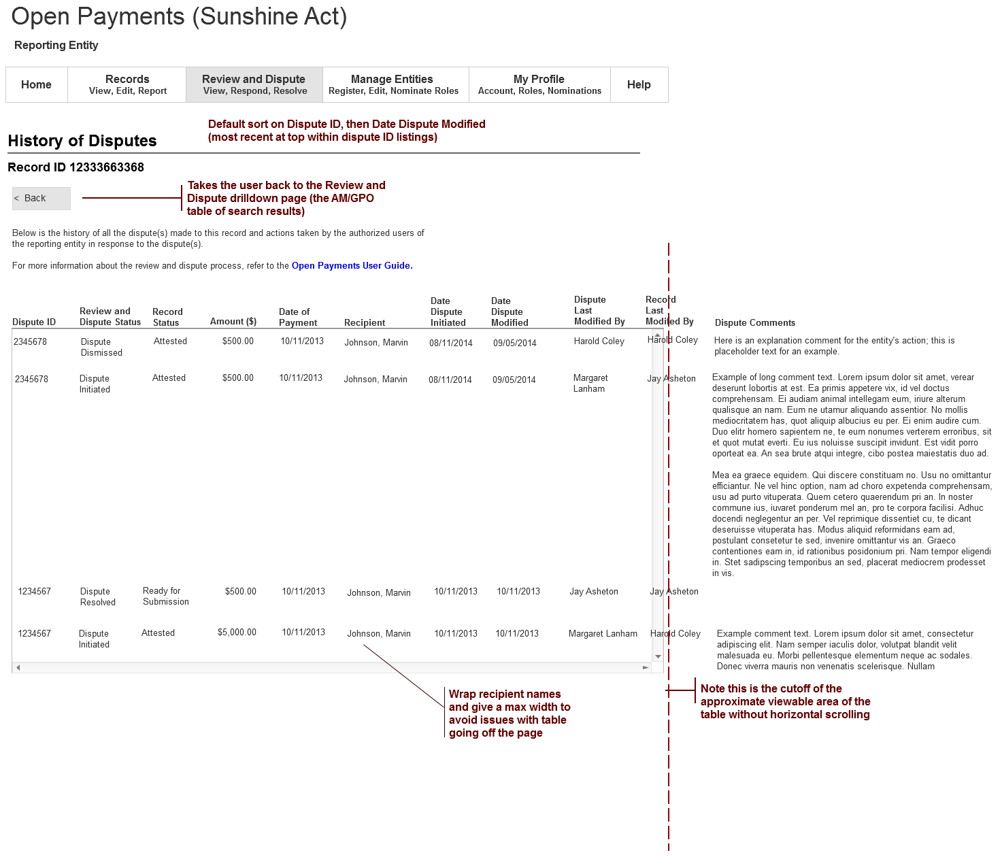 Open Payments (Sunshine Act)
Reporting Entity
Home
Records
View, Edit, Report
Review and Dispute
View, Respond, Resolve
Manage Entities
Register, Edit, Nominate Roles
My Profile
Account, Roles, Nominations
Help
Default sort on Dispute ID, then Date Dispute Modified
(most recent at top within dispute ID listings)
History of Disputes
Record ID 12333663368
< Back
Takes the user back to the Review and
Dispute drilldown page (the AM/GPO
table of search results)
Below is the history of all the dispute(s) made to this record and actions taken by the authorized users of
the reporting entity in response to the dispute(s).
For more information about the review and dispute process, refer to the Open Payments User Guide.
Dispute ID
Review and
Dispute Status
Record
Status
Amount ($)
Date of
Payment
Recipient
Date
Dispute
Initiated
Date
Dispute
Modified
Dispute
Last
Modified By
Record
Last
Modifed By
Dispute Comments
2345678
Dispute
Dismissed
Attested
$500.00
10/11/2013
Johnson, Marvin
08/11/2014
09/05/2014
Harold Coley
Harold Coley
Here is an explanation comment for the entity's action; this is
placeholder text for an example.
2345678
Dispute
Initiated
Attested
$500.00
10/11/2013
Johnson, Marvin
08/11/2014
09/05/2014
Margaret
Lanham
Jay Asheton
Example of long comment text. Lorem ipsum dolor sit amet, verear
deserunt lobortis at est. Ea primis appetere vix, id vel doctus
comprehensam. Ei audiam animal intellegam eum, iriure alterum
qualisque an nam. Eum ne utamur aliquando assentior. No mollis
mediocritatem has, quot aliquip albucius eu per. Ei enim audire cum.
Duo elitr homero sapientem ne, te eum nonumes verterem erroribus, sit
et quot mutat everti. Eu ius noluisse suscipit invidunt. Est vidit porro
oporteat ea. An sea brute atqui integre, cibo postea maiestatis duo ad.
Mea ea graece equidem. Qui discere constituam no. Usu no omittantur
efficiantur. Ne vel hinc option, nam ad choro expetenda comprehensam,
usu ad purto vituperata. Quem cetero quaerendum pri an. In noster
commune ius, iuvaret ponderum mel an, pro te corpora facilisi. Adhuc
docendi neglegentur an per. Vel reprimique dissentiet cu, te dicant
deseruisse vituperata has. Modus aliquid reformidans eam ad,
postulant consetetur te sed, invenire omittantur vis an. Graeco
contentiones eam in, id rationibus posidonium pri. Nam tempor eligendi
in. Stet sadipscing temporibus an sed, placerat mediocrem prodesset
in vis.
1234567
Dispute
Resolved
Ready for
Submission
$500.00
10/11/2013
Johnson, Marvin
10/11/2013
10/11/2013
Jay Asheton
Jay Asheton
1234567
Dispute
Initiated
Attested
$5,000.00
10/11/2013
Johnson, Marvin
10/11/2013
10/11/2013
Margaret Lanham
Harold Coley
Example comment text. Lorem ipsum dolor sit amet, consectetur
adipiscing elit. Nam semper iaculis dolor, volutpat blandit velit
malesuada eu. Morbi pellentesque elementum neque ac sodales.
Donec viverra mauris non venenatis scelerisque. Nullam
Wrap recipient names
and give a max width to
avoid issues with table
going off the page
Note this is the cutoff of the
approximate viewable area of the
table without horizontal scrolling